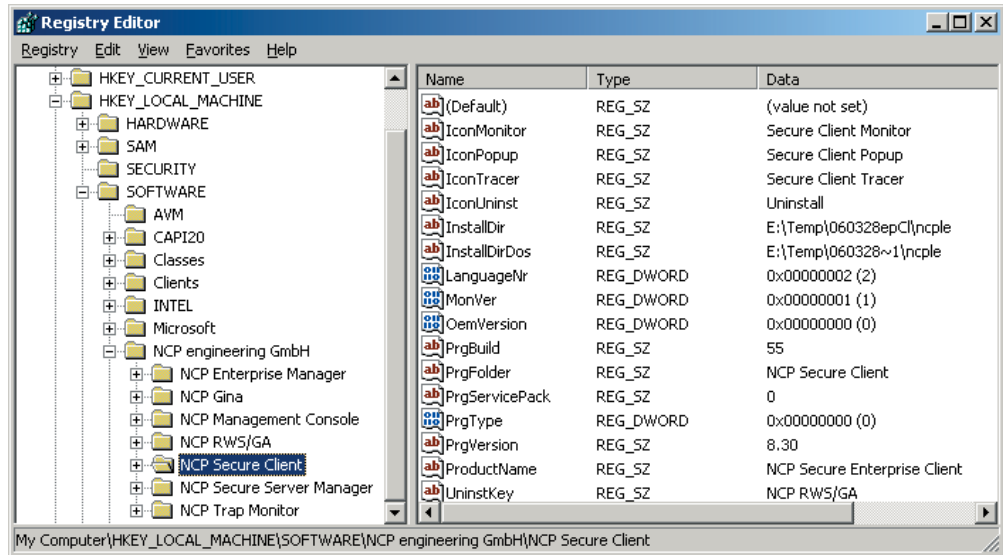 Registry Editor
Registry Edit View Favorites Help
HKEY_CURRENT_USER
HKEY_LOCAL_MACHINE
HARDWARE
SAM
SECURITY
SOFTWARE
AVM
CAPI20
Classes
Clients
INTEL
Microsoft
NCP engineering GmbH
NCP Enterprise Manager
NCP Gina
NCP Management Console
NCP RWS/GA
NCP Secure Client
NCP Secure Server Manager
NCP Trap Monitor
Name Type Data
(Default) REG_SZ (value not set)
IconMonitor REG_SZ Secure Client Monitor
IconPopup REG_SZ Secure Client Popup
IconTracer REG_SZ Secure Client Tracer
IconUninst REG_SZ Uninstall
InstallDir REG_SZ E:\Temp\060328epCl\ncple
InstallDirDos REG_SZ E:\Temp\060328~1\ncple
LanguageNr REG_DWORD 0x00000002 (2)
MonVer REG_DWORD 0x00000001 (1)
OemVersion REG_DWORD 0x00000000 (0)
PrgBuild REG_SZ 55
PrgFolder REG_SZ NCP Secure Client
PrgServicePack REG_SZ 0
PrgType REG_DWORD 0x00000000 (0)
PrgVersion REG_SZ 8.30
ProductName REG_SZ NCP Secure Enterprise Client
UninstKey REG_SZ NCP RWS/GA
My Computer\HKEY_LOCAL_MACHINE\SOFTWARE\NCP engineering GmbH\NCP Secure Client